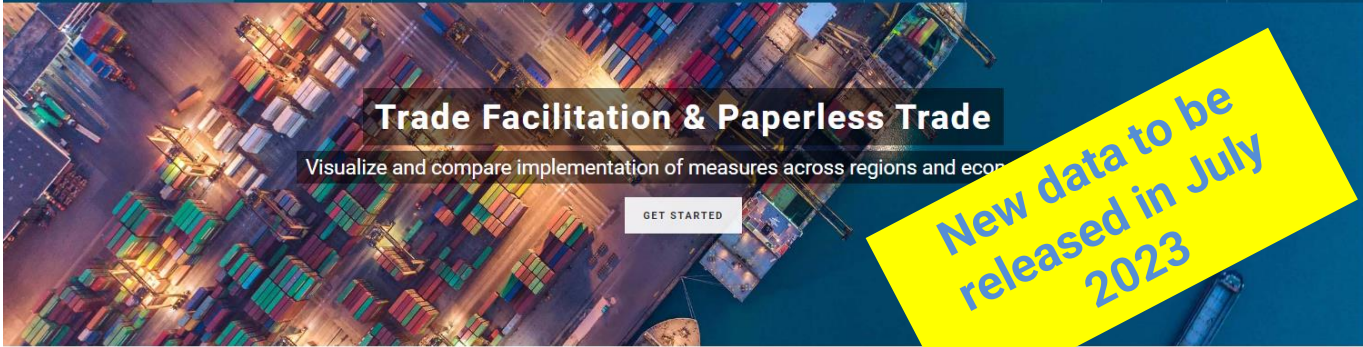 Trade Facilitation & Paperless Trade
Visualize and compare implementation of measures across regions and
GET STARTED
New data to be
released in July
2023